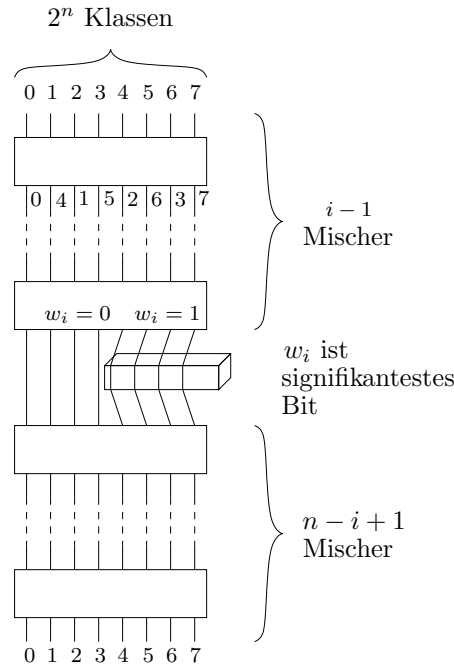 2^n Klassen
0 1 2 3 4 5 6 7
0 4 1 5 2 6 3 7
i − 1
Mischer
w_i = 0 w_i = 1
w_i ist
signifikantestes
Bit
n − i + 1
Mischer
0 1 2 3 4 5 6 7